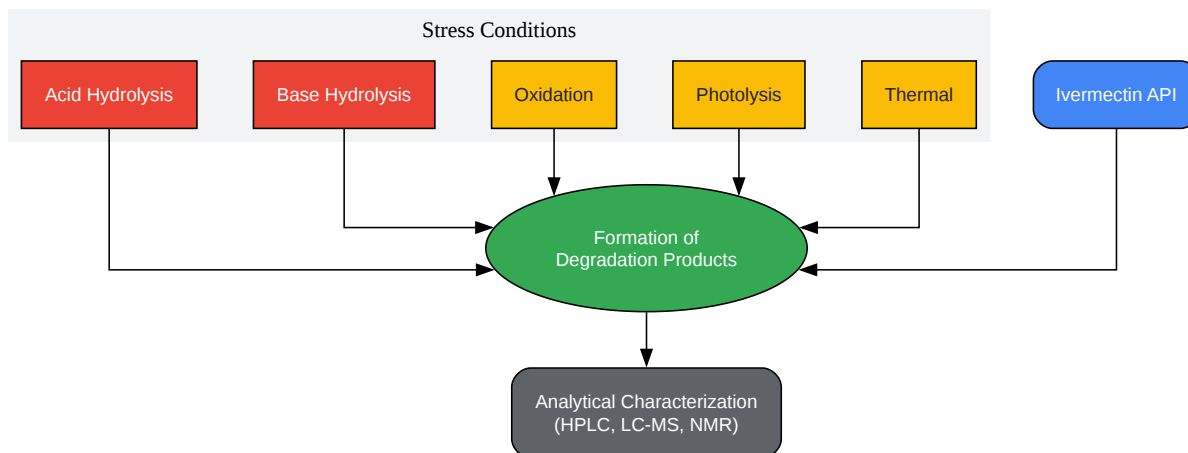 Stress Conditions
Acid Hydrolysis
Base Hydrolysis
Oxidation
Photolysis
Thermal
Ivermectin API
Formation of
Degradation Products
Analytical Characterization
(HPLC, LC-MS, NMR)